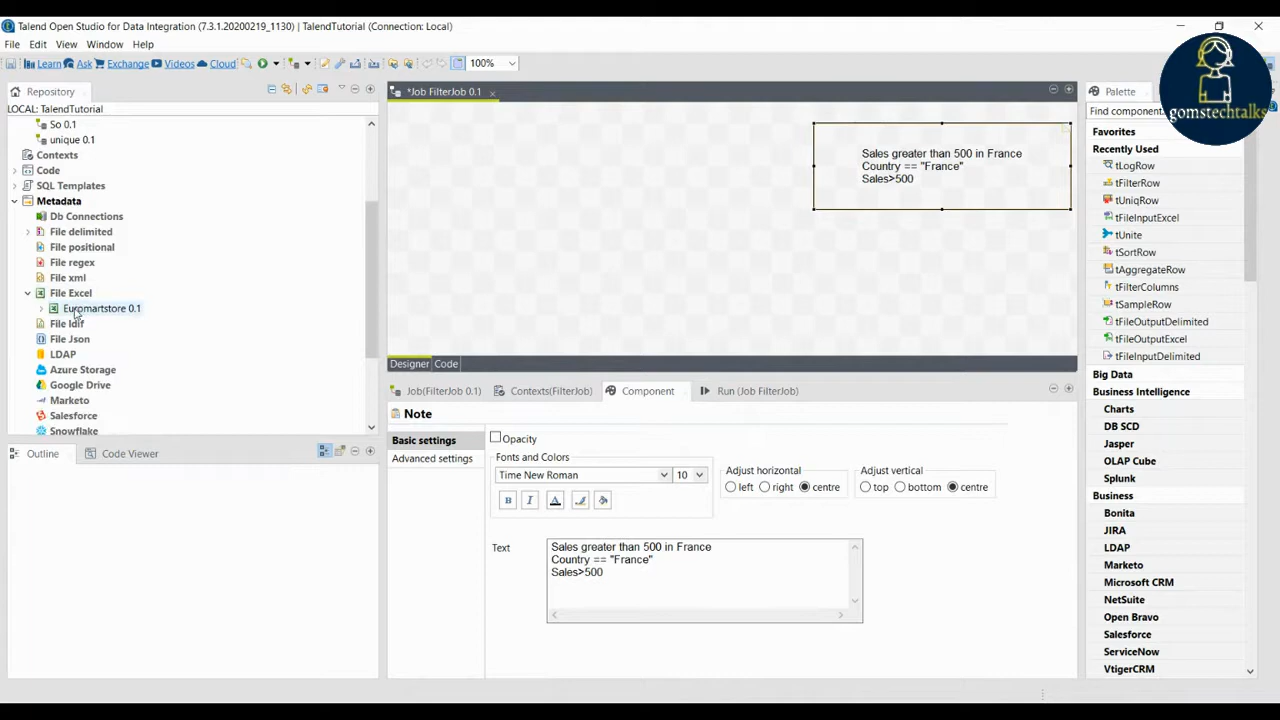 Talend Open Studio for Data Integration (7.3.1.20200219_1130) | TalendTutorial (Connection: Local)
File Edit View Window Help
Learn Ask Exchange Videos Cloud 100%
gomstechtalks
Repository
LOCAL: TalendTutorial
So 0.1
unique 0.1
Contexts
Code
SQL Templates
Metadata
Db Connections
File delimited
File positional
File regex
File xml
File Excel
Euromartstore 0.1
File ldif
File Json
LDAP
Azure Storage
Google Drive
Marketo
Salesforce
Snowflake
Outline Code Viewer
*Job FilterJob 0.1
Sales greater than 500 in France
Country == "France"
Sales>500
Designer Code
Job(FilterJob 0.1) Contexts(FilterJob) Component Run (Job FilterJob)
Note
Basic settings
Advanced settings
Opacity
Fonts and Colors
Time New Roman 10
B I A
Adjust horizontal
left right centre
Adjust vertical
top bottom centre
Text
Sales greater than 500 in France
Country == "France"
Sales>500
Palette
Find component
Favorites
Recently Used
tLogRow
tFilterRow
tUniqRow
tFileInputExcel
tUnite
tSortRow
tAggregateRow
tFilterColumns
tSampleRow
tFileOutputDelimited
tFileOutputExcel
tFileInputDelimited
Big Data
Business Intelligence
Charts
DB SCD
Jasper
OLAP Cube
Splunk
Business
Bonita
JIRA
LDAP
Marketo
Microsoft CRM
NetSuite
Open Bravo
Salesforce
ServiceNow
VtigerCRM